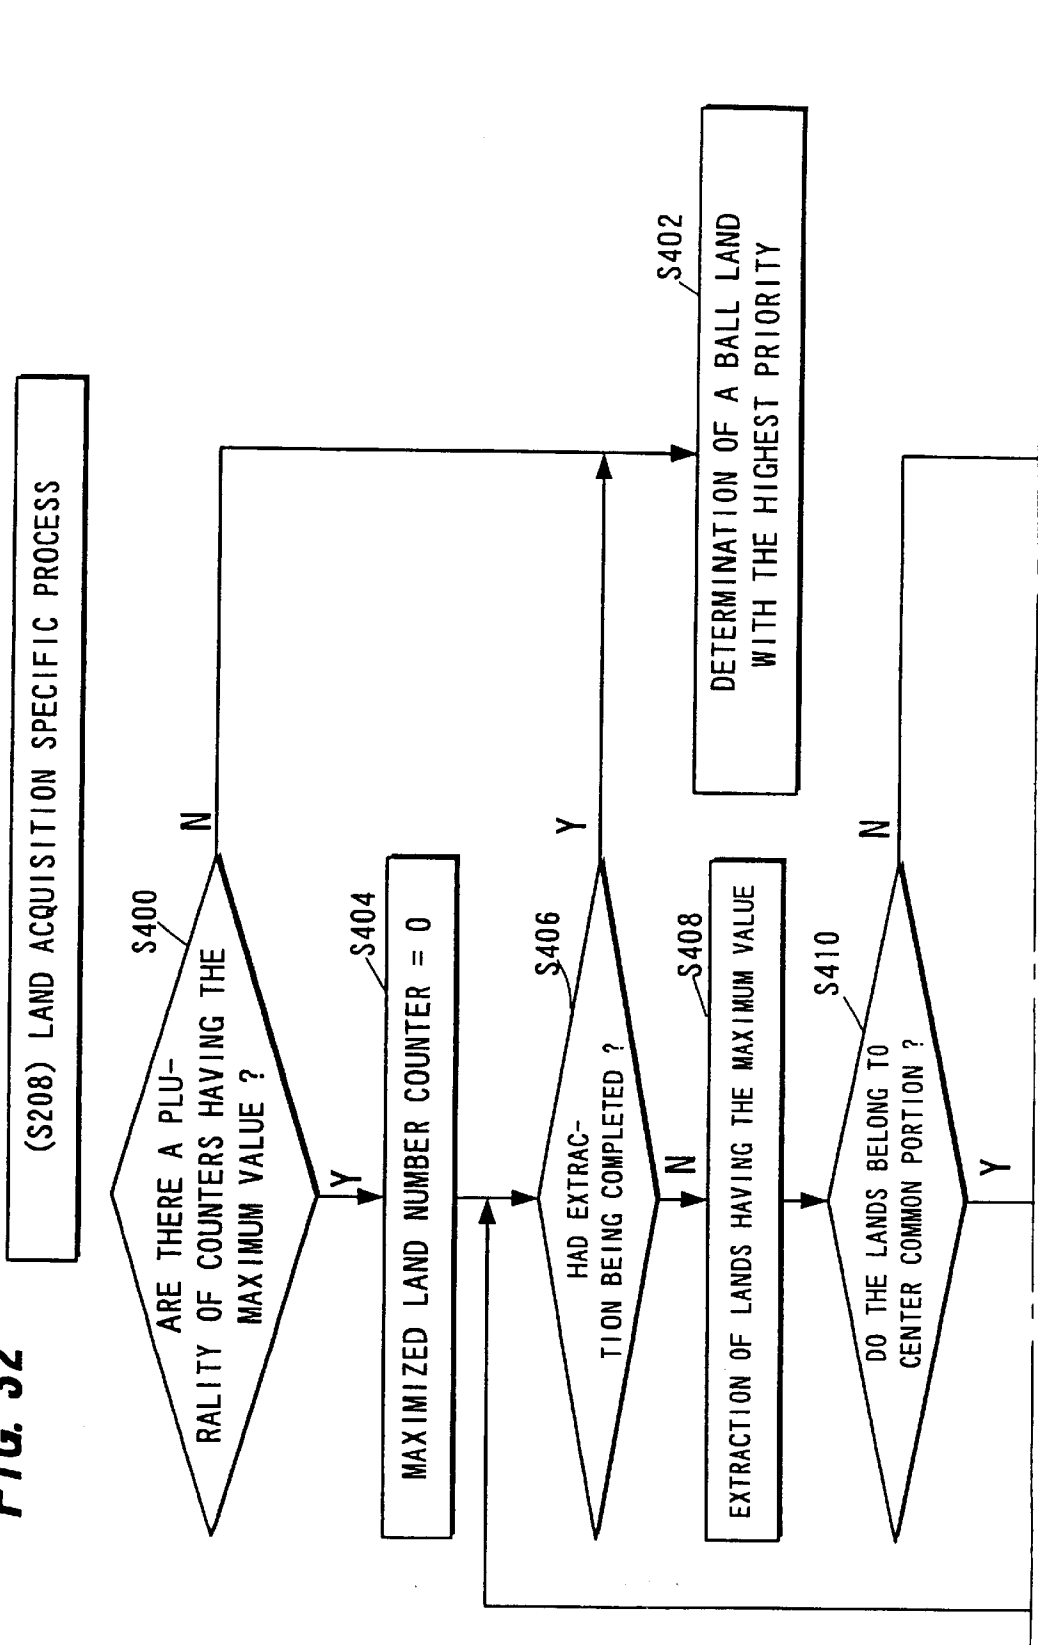 FIG. 32
(S208) LAND ACQUISITION SPECIFIC PROCESS
S400
ARE THERE A PLU-
RALITY OF COUNTERS HAVING THE
MAXIMUM VALUE ?
N
Y
S404
MAXIMIZED LAND NUMBER COUNTER = 0
S406
HAD EXTRAC-
TION BEING COMPLETED ?
Y
N
S402
DETERMINATION OF A BALL LAND
WITH THE HIGHEST PRIORITY
S408
EXTRACTION OF LANDS HAVING THE MAXIMUM VALUE
S410
DO THE LANDS BELONG TO
CENTER COMMON PORTION ?
N
Y